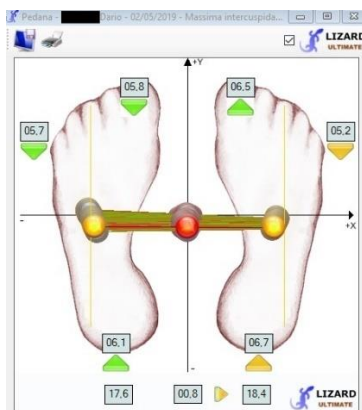 Pedana - Dario - 02/05/2019 - Massima intercuspida...
LIZARD
ULTIMATE
+Y
05,8
06,5
05,7
05,2
-
+X
06,1
06,7
-
17,6
00,8
18,4
LIZARD
ULTIMATE